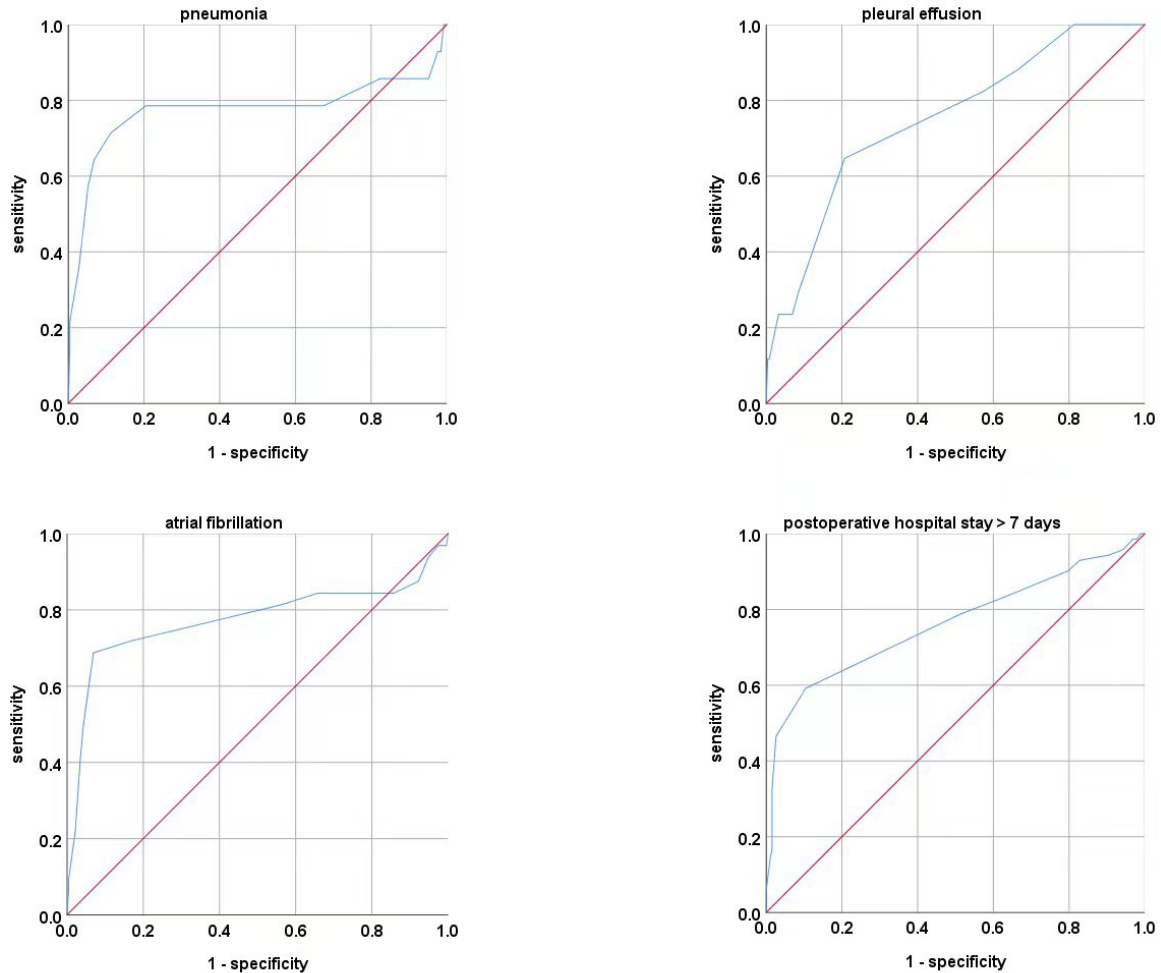 pneumonia
1.0
0.8
0.6
0.4
0.2
0.0
sensitivity
0.0 0.2 0.4 0.6 0.8 1.0
1 - specificity
pleural effusion
1.0
0.8
0.6
0.4
0.2
0.0
sensitivity
0.0 0.2 0.4 0.6 0.8 1.0
1 - specificity
atrial fibrillation
1.0
0.8
0.6
0.4
0.2
0.0
sensitivity
0.0 0.2 0.4 0.6 0.8 1.0
1 - specificity
postoperative hospital stay > 7 days
1.0
0.8
0.6
0.4
0.2
0.0
sensitivity
0.0 0.2 0.4 0.6 0.8 1.0
1 - specificity